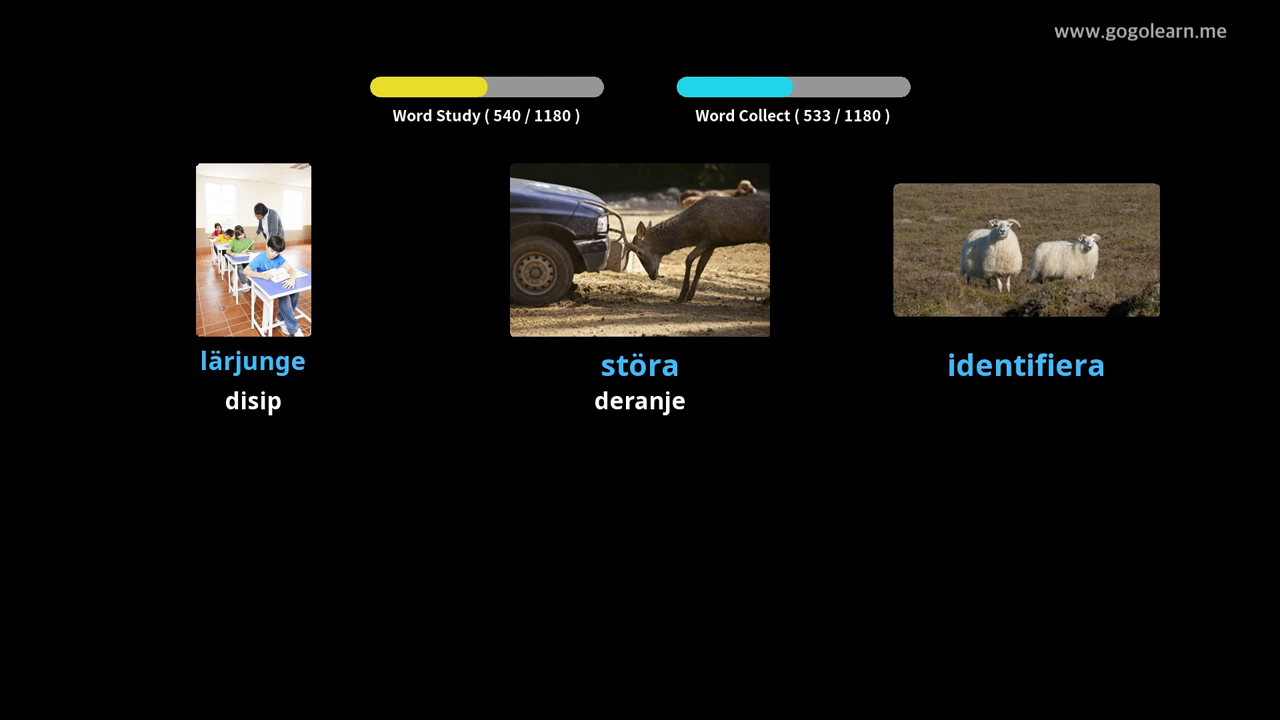 www.gogolearn.me
Word Study ( 540 / 1180 )
Word Collect ( 533 / 1180 )
lärjunge
störa
identifiera
disip
deranje